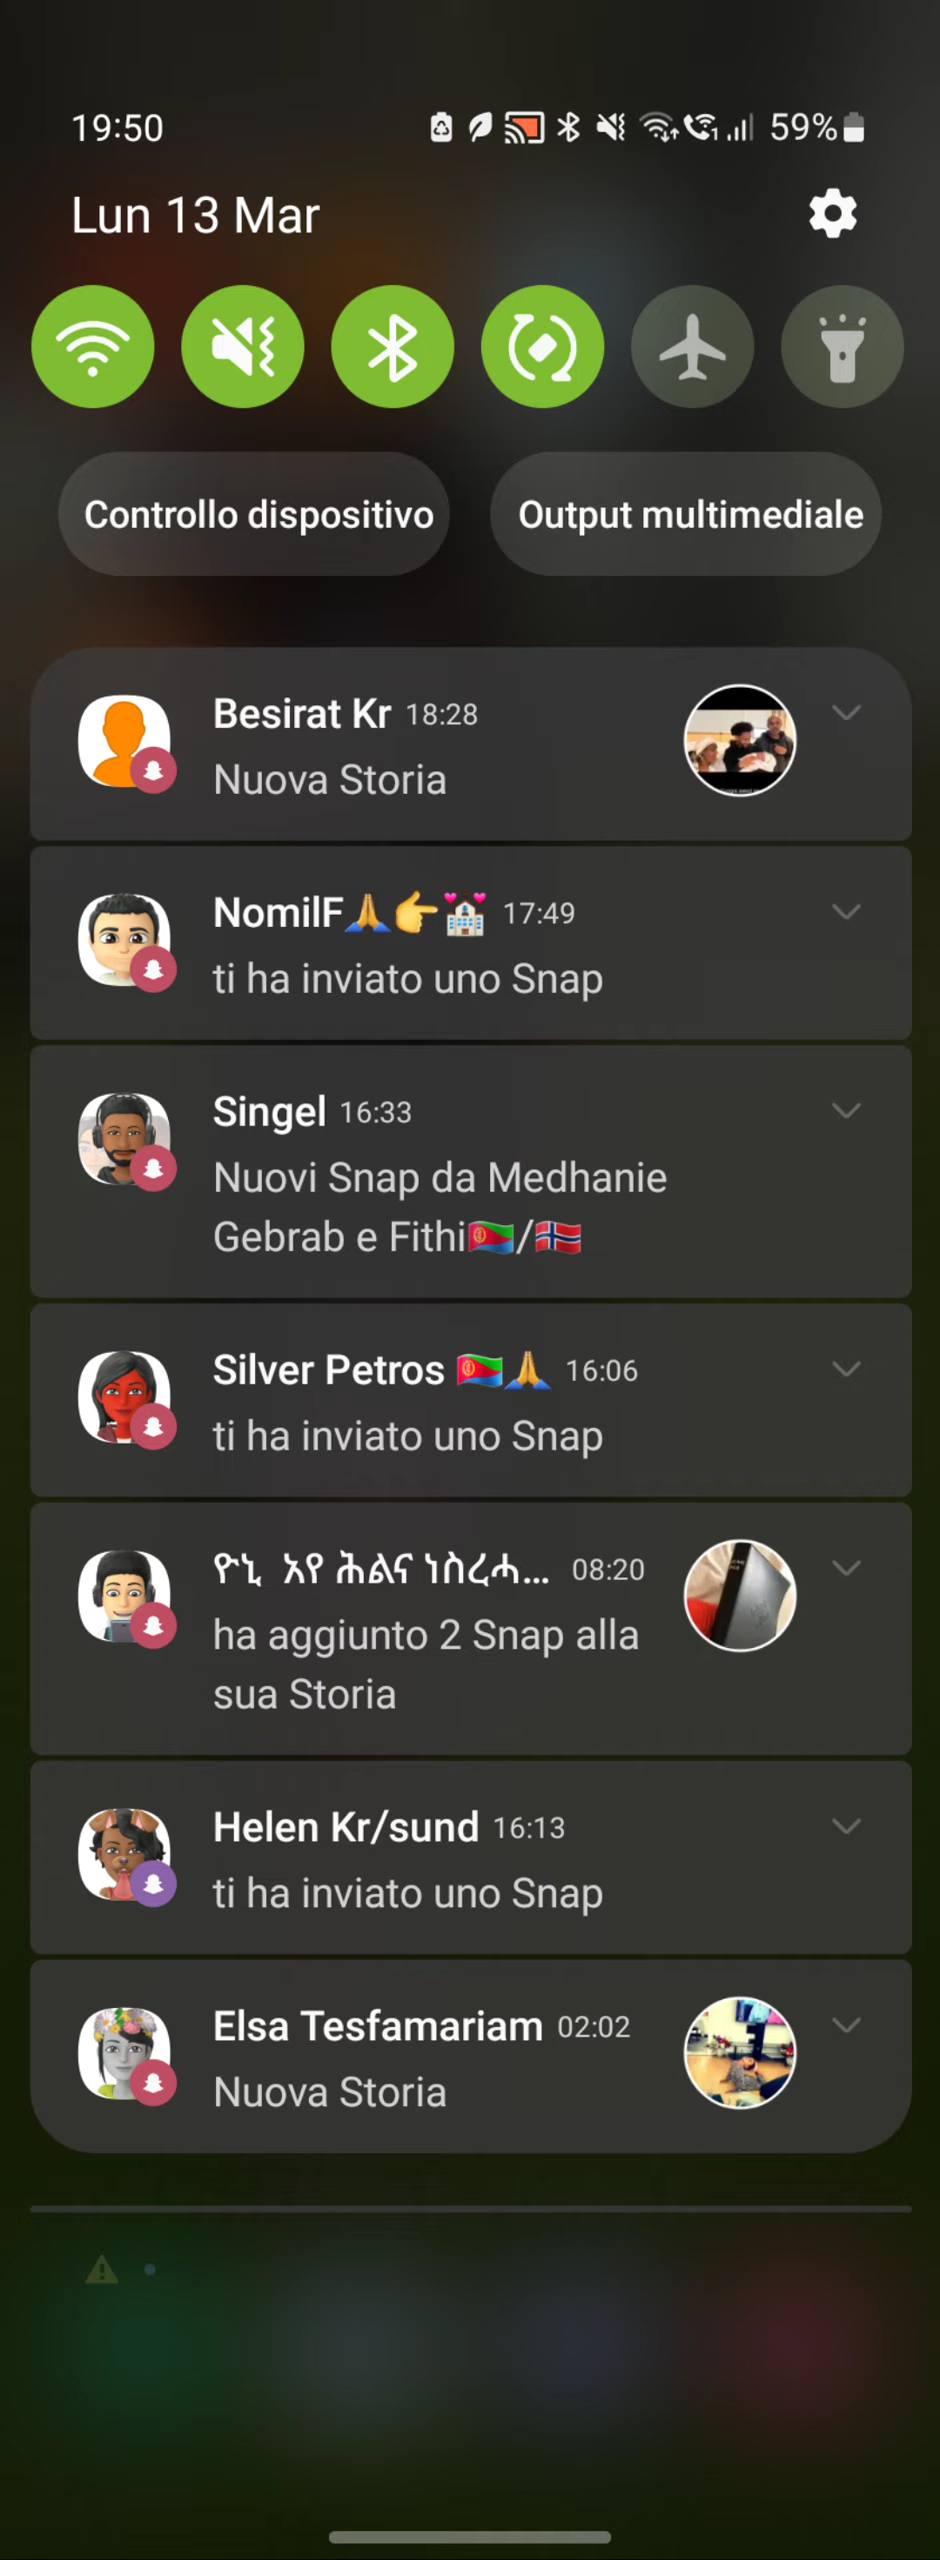 19:50
59%
Lun 13 Mar
Controllo dispositivo
Output multimediale
Besirat Kr 18:28
Nuova Storia
NomilF🙏👉💒 17:49
ti ha inviato uno Snap
Singel 16:33
Nuovi Snap da Medhanie
Gebrab e Fithi🇪🇷/🇳🇴
Silver Petros 🇪🇷🙏 16:06
ti ha inviato uno Snap
ዮኒ አየ ሕልና ነስረሓ... 08:20
ha aggiunto 2 Snap alla
sua Storia
Helen Kr/sund 16:13
ti ha inviato uno Snap
Elsa Tesfamariam 02:02
Nuova Storia